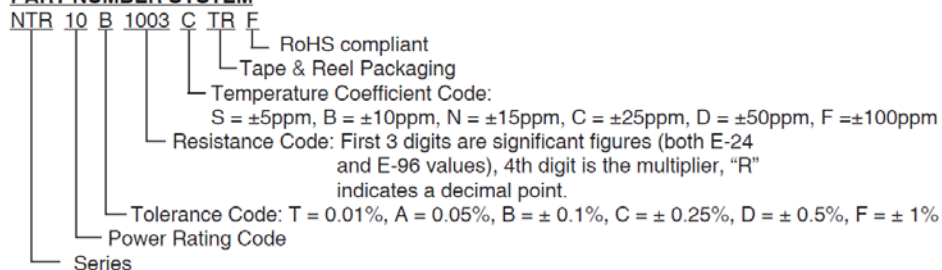 PART NUMBER SYSTEM
NTR 10 B 1003 C TR F
RoHS compliant
Tape & Reel Packaging
Temperature Coefficient Code:
S = ±5ppm, B = ±10ppm, N = ±15ppm, C = ±25ppm, D = ±50ppm, F =±100ppm
Resistance Code: First 3 digits are significant figures (both E-24
and E-96 values), 4th digit is the multiplier, “R”
indicates a decimal point.
Tolerance Code: T = 0.01%, A = 0.05%, B = ± 0.1%, C = ± 0.25%, D = ± 0.5%, F = ± 1%
Power Rating Code
Series